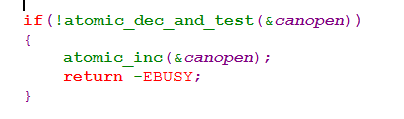 if(!atomic_dec_and_test(&canopen))
{
atomic_inc(&canopen);
return -EBUSY;
}